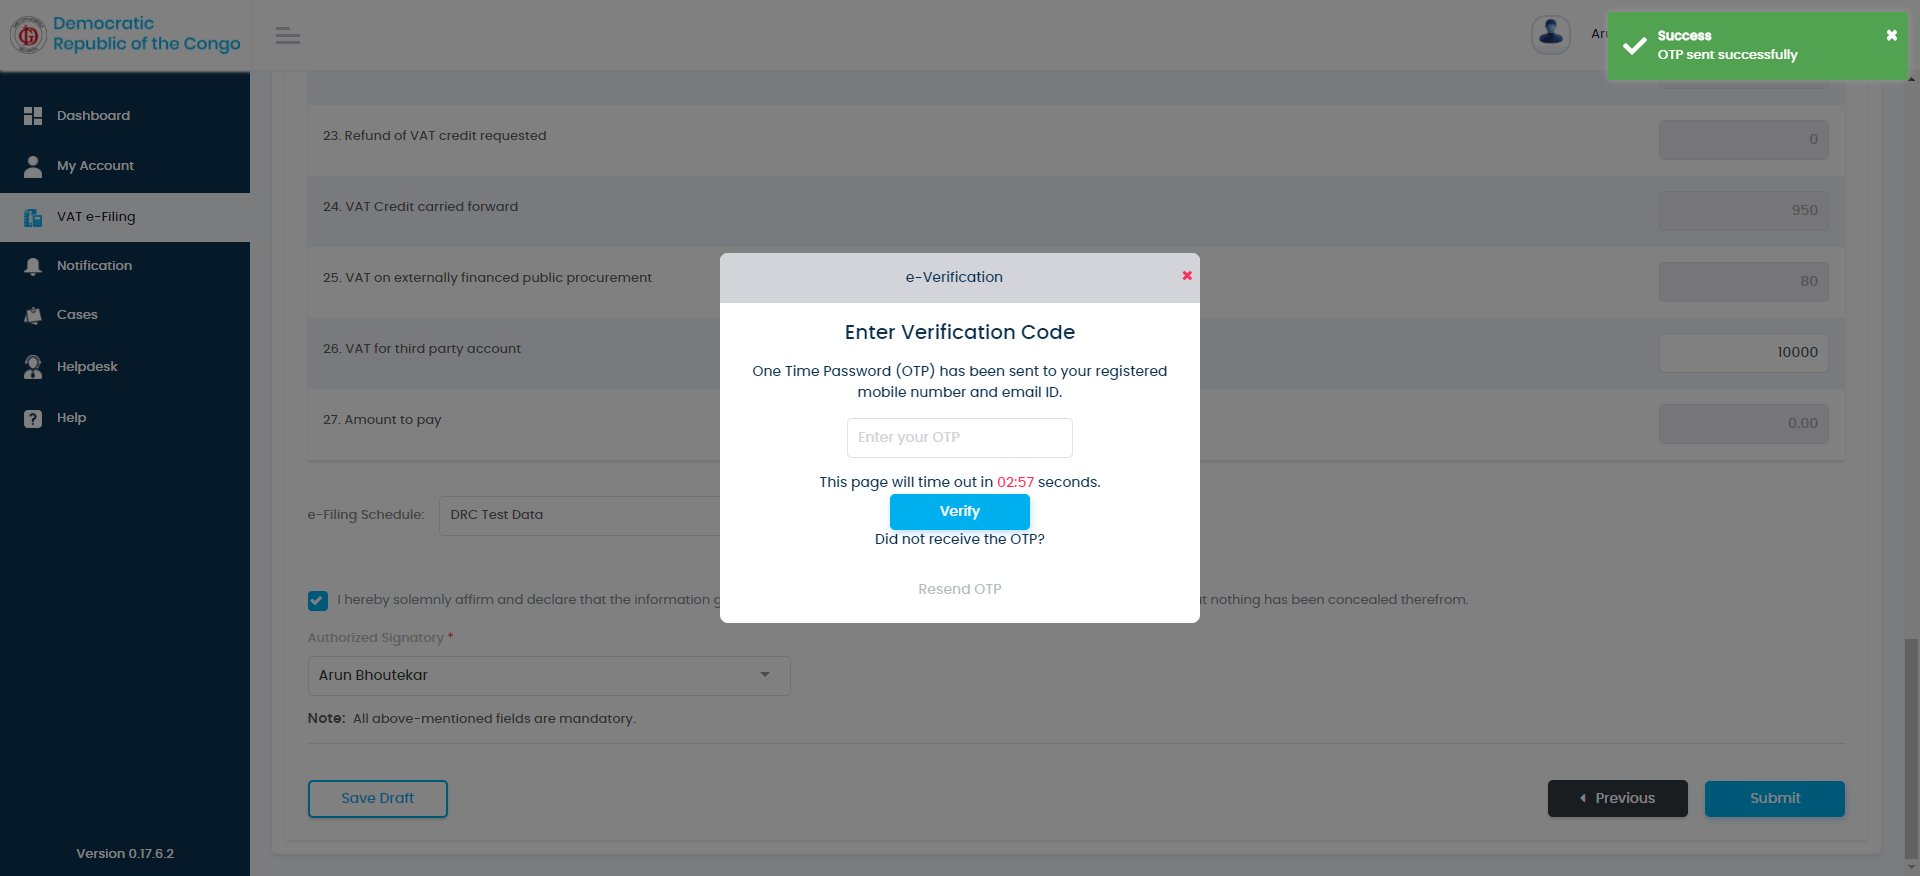 Democratic
Republic of the Congo
Success
OTP sent successfully
Dashboard
My Account
VAT e-Filing
Notification
Cases
Helpdesk
Help
Version 0.17.6.2
23. Refund of VAT credit requested
0
24. VAT Credit carried forward
950
25. VAT on externally financed public procurement
80
26. VAT for third party account
10000
27. Amount to pay
0.00
e-Verification
Enter Verification Code
One Time Password (OTP) has been sent to your registered
mobile number and email ID.
Enter your OTP
This page will time out in 02:57 seconds.
Verify
Did not receive the OTP?
Resend OTP
e-Filing Schedule: DRC Test Data
I hereby solemnly affirm and declare that the information
nothing has been concealed therefrom.
Authorized Signatory *
Arun Bhoutekar
Note: All above-mentioned fields are mandatory.
Save Draft
Previous
Submit